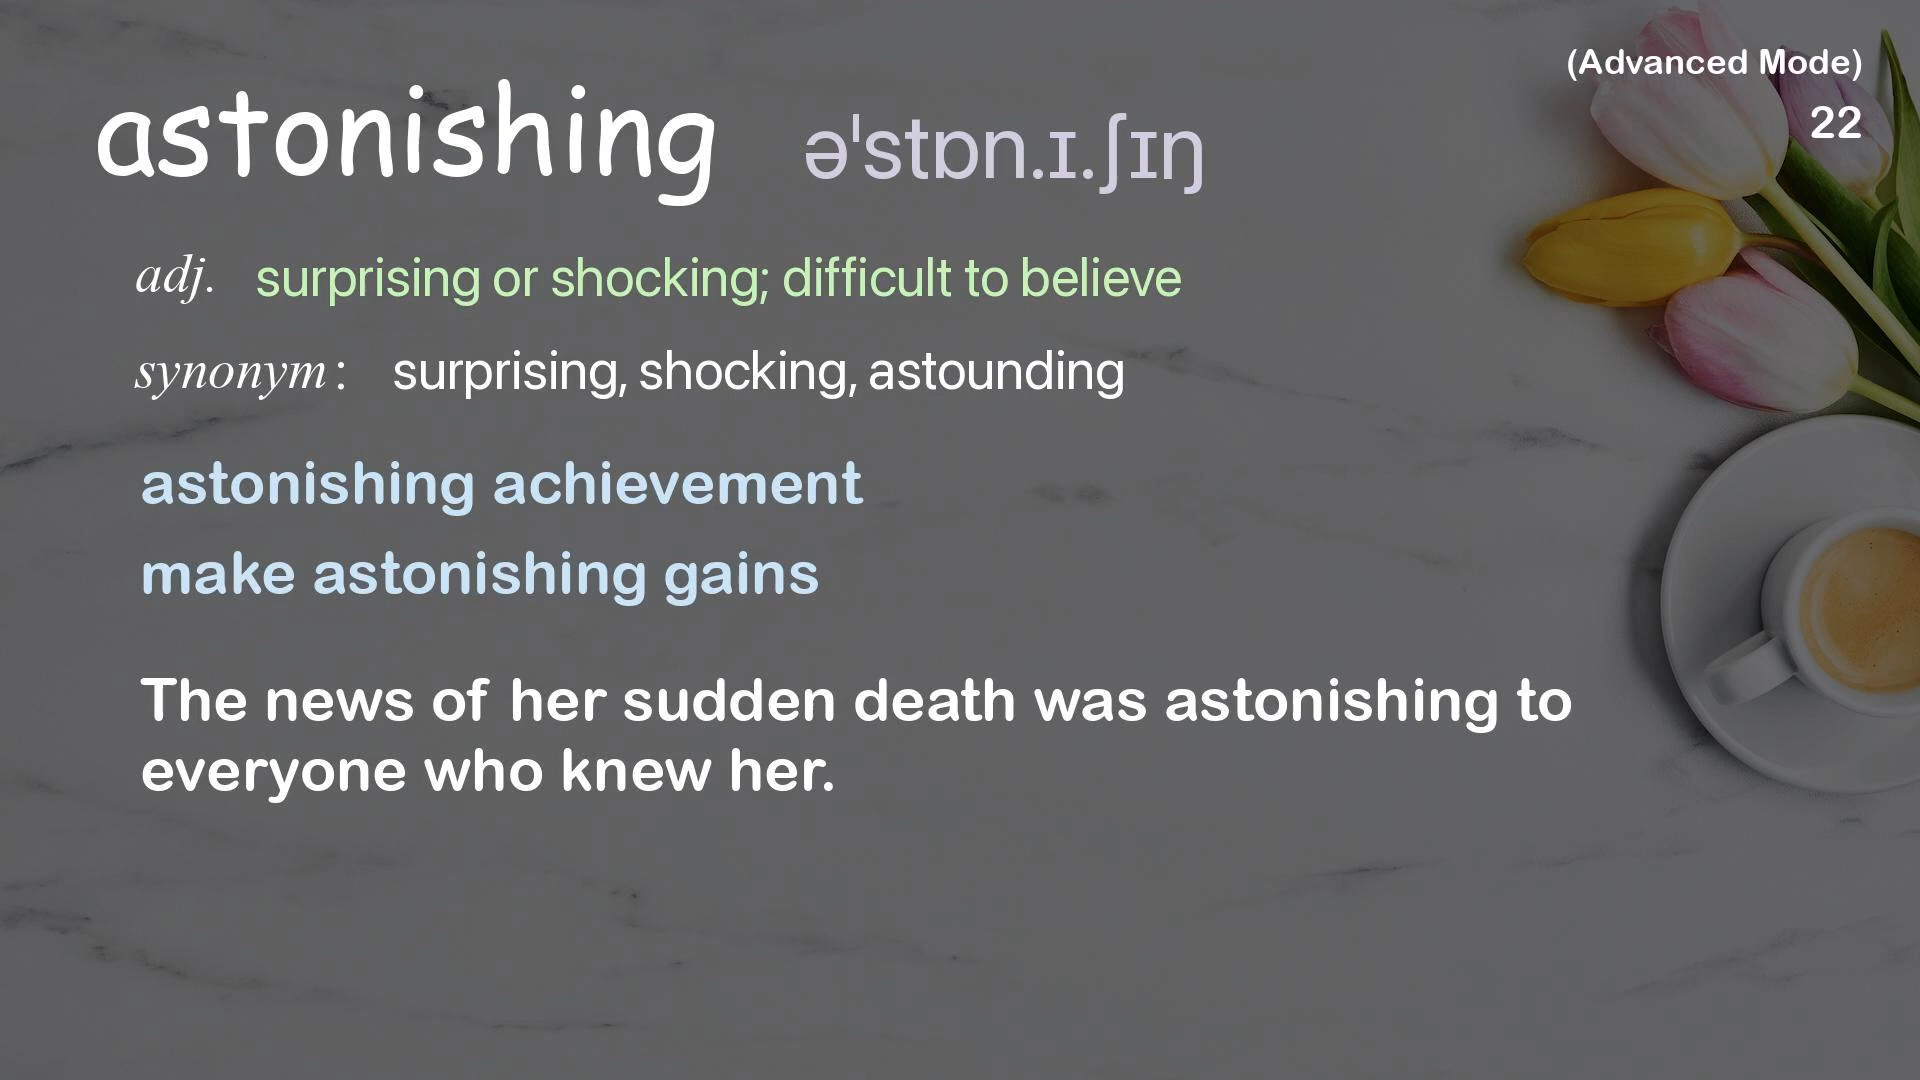 (Advanced Mode)
22
astonishing əˈstɒn.ɪ.ʃɪŋ
adj. surprising or shocking; difficult to believe
synonym: surprising, shocking, astounding
astonishing achievement
make astonishing gains
The news of her sudden death was astonishing to
everyone who knew her.